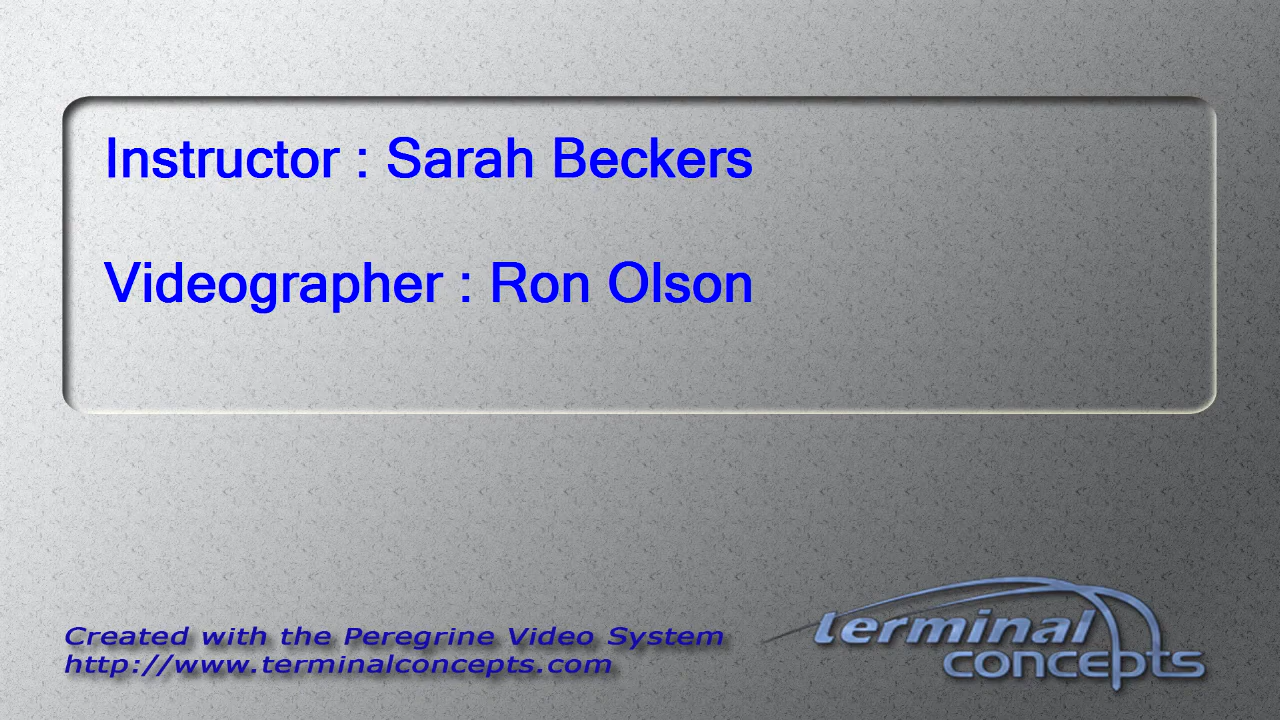 Instructor : Sarah Beckers
Videographer : Ron Olson
Created with the Peregrine Video System
http://www.terminalconcepts.com
terminal
concepts